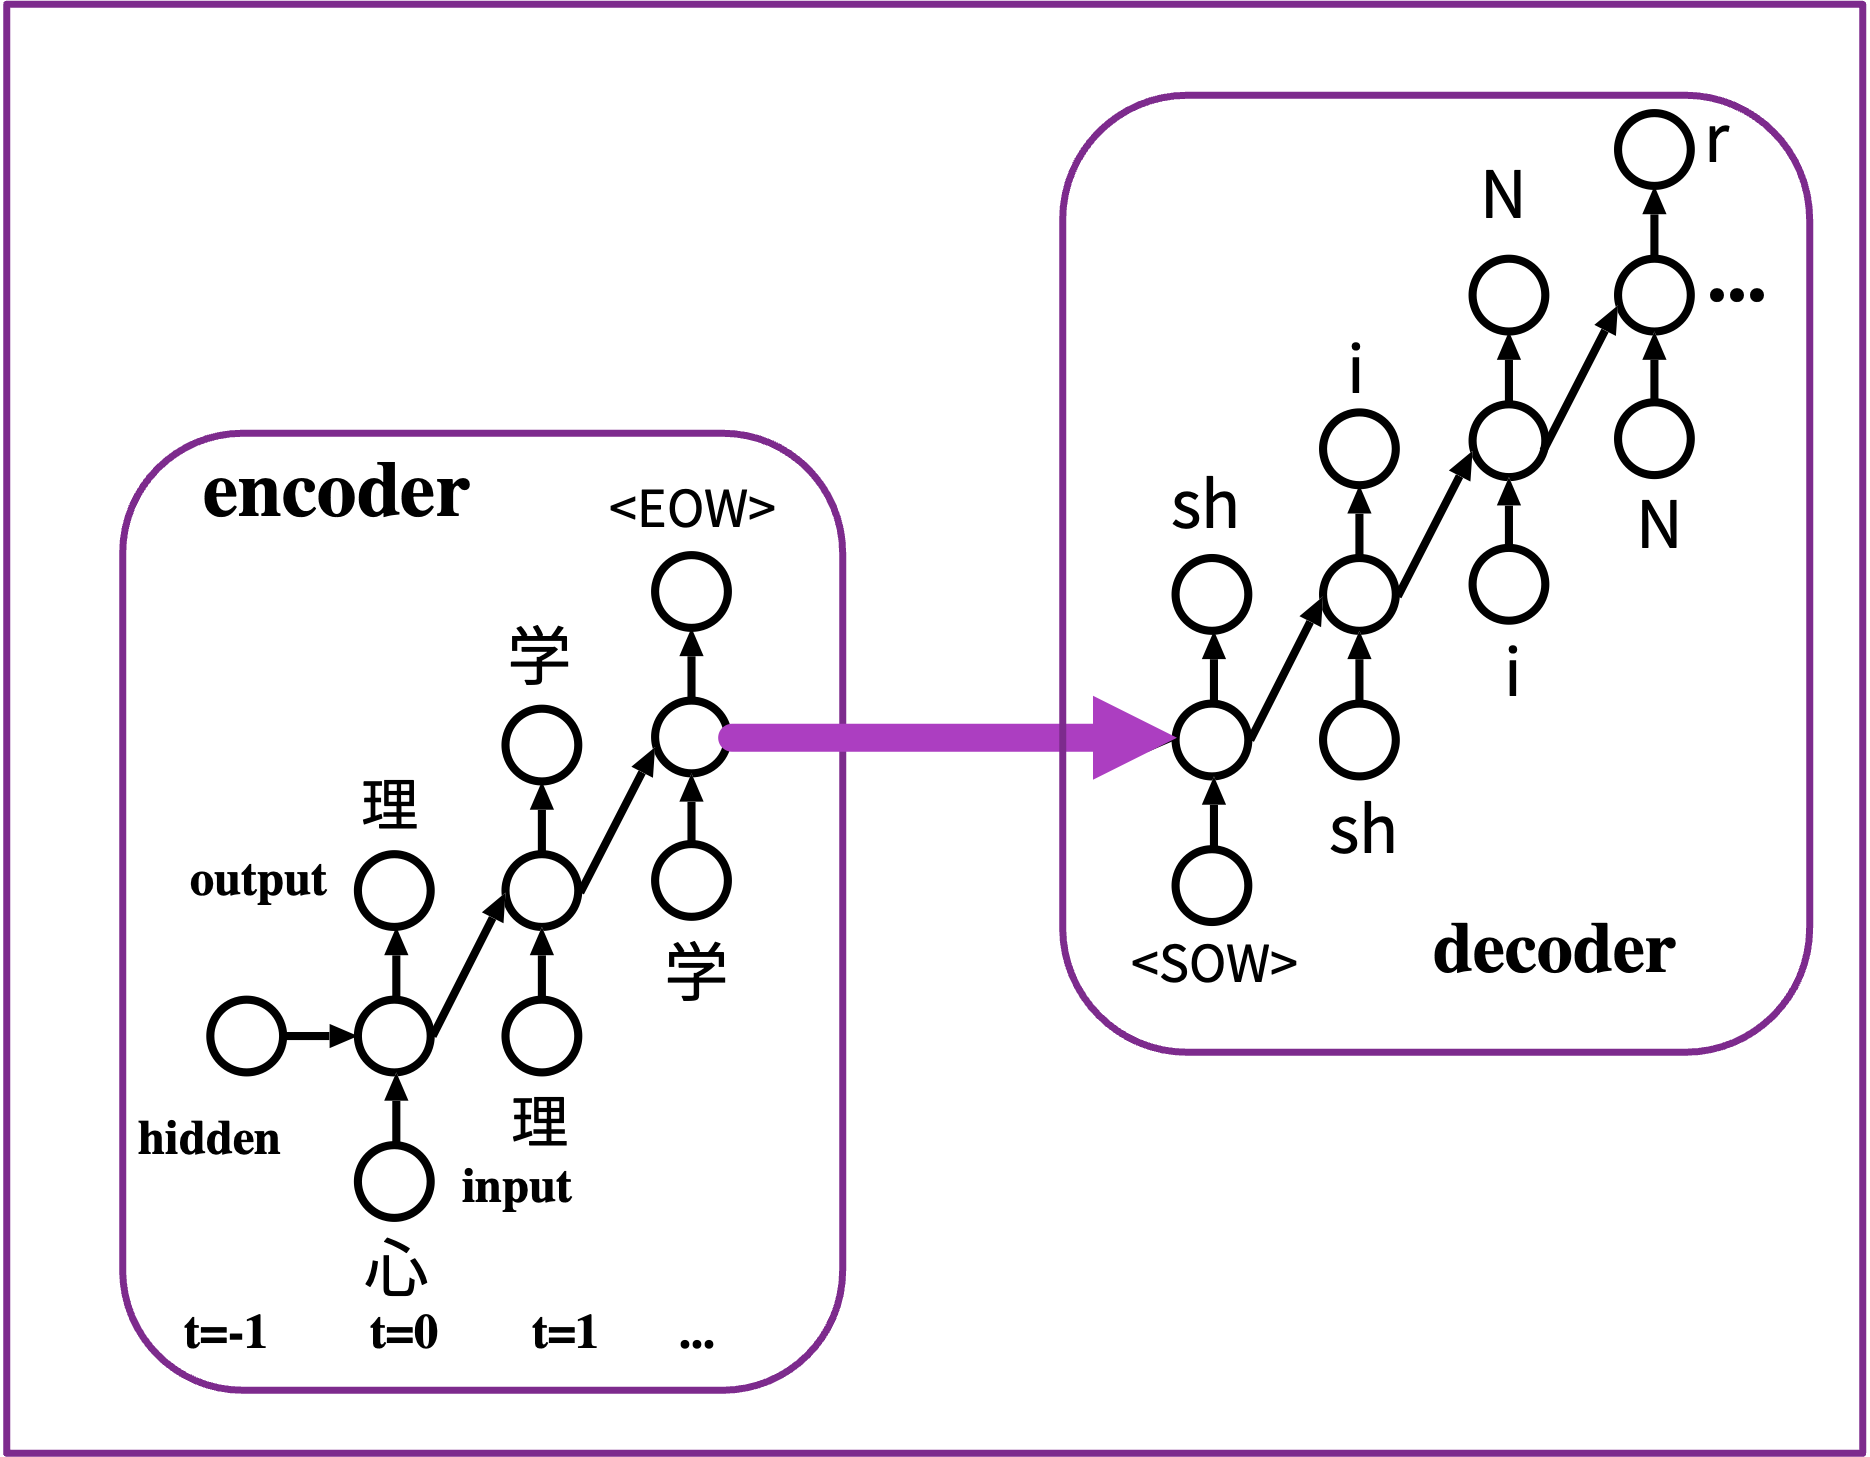 encoder
<EOW>
学
理
output
学
hidden
理
input
心
t=-1 t=0 t=1 ...
r
N
...
i
N
sh
i
sh
<SOW>
decoder